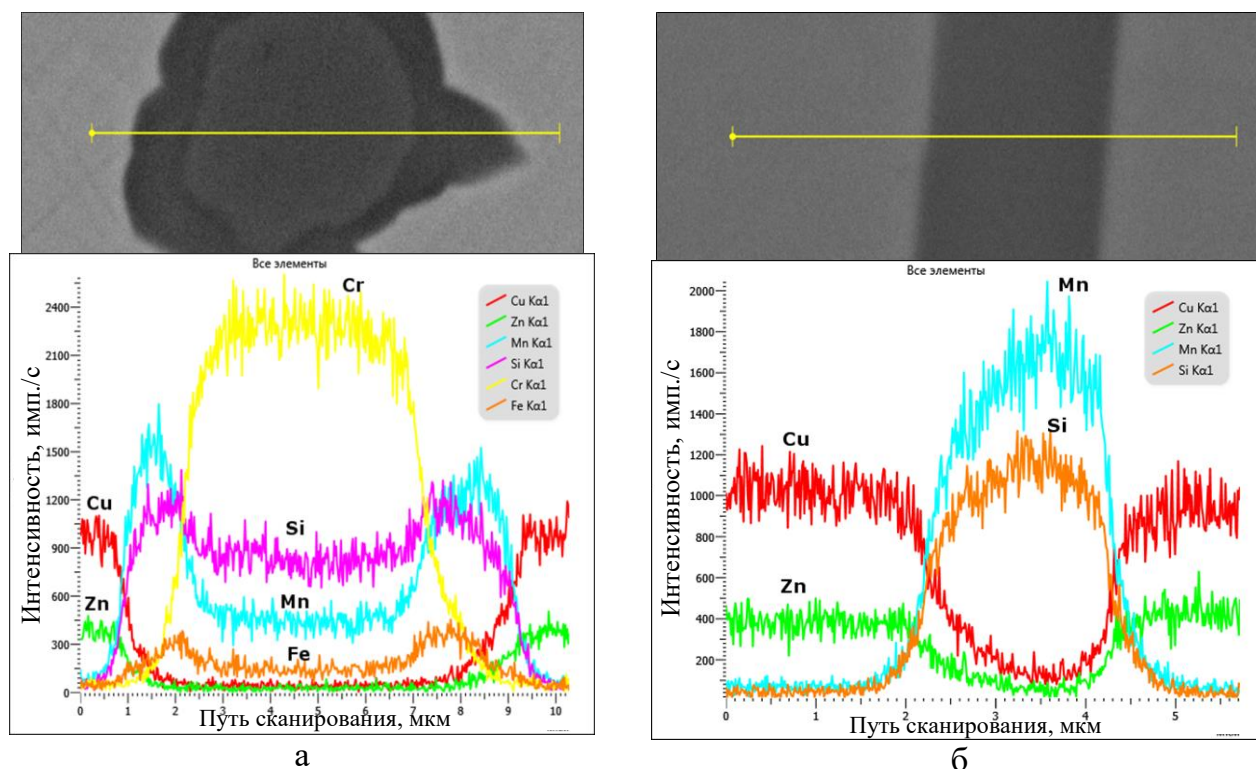 Все элементы
Интенсивность, имп./с
2400
2100
1800
1500
1200
900
600
300
0
Cr
Cu
Si
Zn
Mn
Fe
Cu Kα1
Zn Kα1
Mn Kα1
Si Kα1
Cr Kα1
Fe Kα1
0 1 2 3 4 5 6 7 8 9 10
Путь сканирования, мкм
а
Все элементы
Интенсивность, имп./с
2000
1800
1600
1400
1200
1000
800
600
400
200
Mn
Cu
Si
Zn
Cu Kα1
Zn Kα1
Mn Kα1
Si Kα1
0 1 2 3 4 5
Путь сканирования, мкм
б